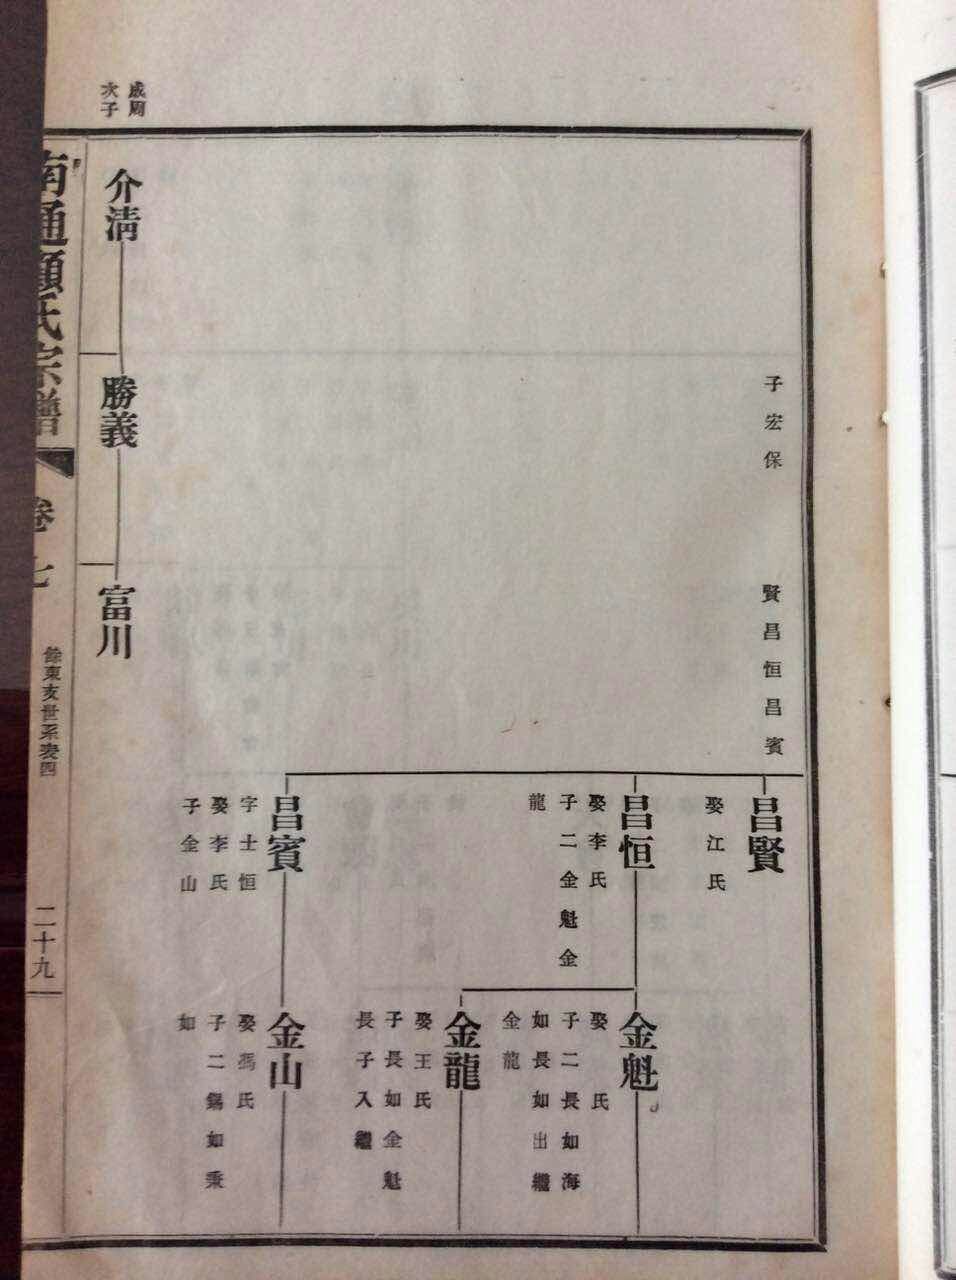 子宏保
賢昌恒昌賓
昌賢
娶江氏
昌恒
娶李氏
子二金魁金
龍
昌賓
字士恒
娶李氏
子金山
金魁
娶　氏
子二長如海
如長如出繼
金龍
金龍
娶王氏
子長如金魁
長子入繼
金山
娶馮氏
子二錫如秉
如
成周
次子
介淸
勝義
富川
南通顧氏宗譜
卷七
餘東支世系表四
二十九